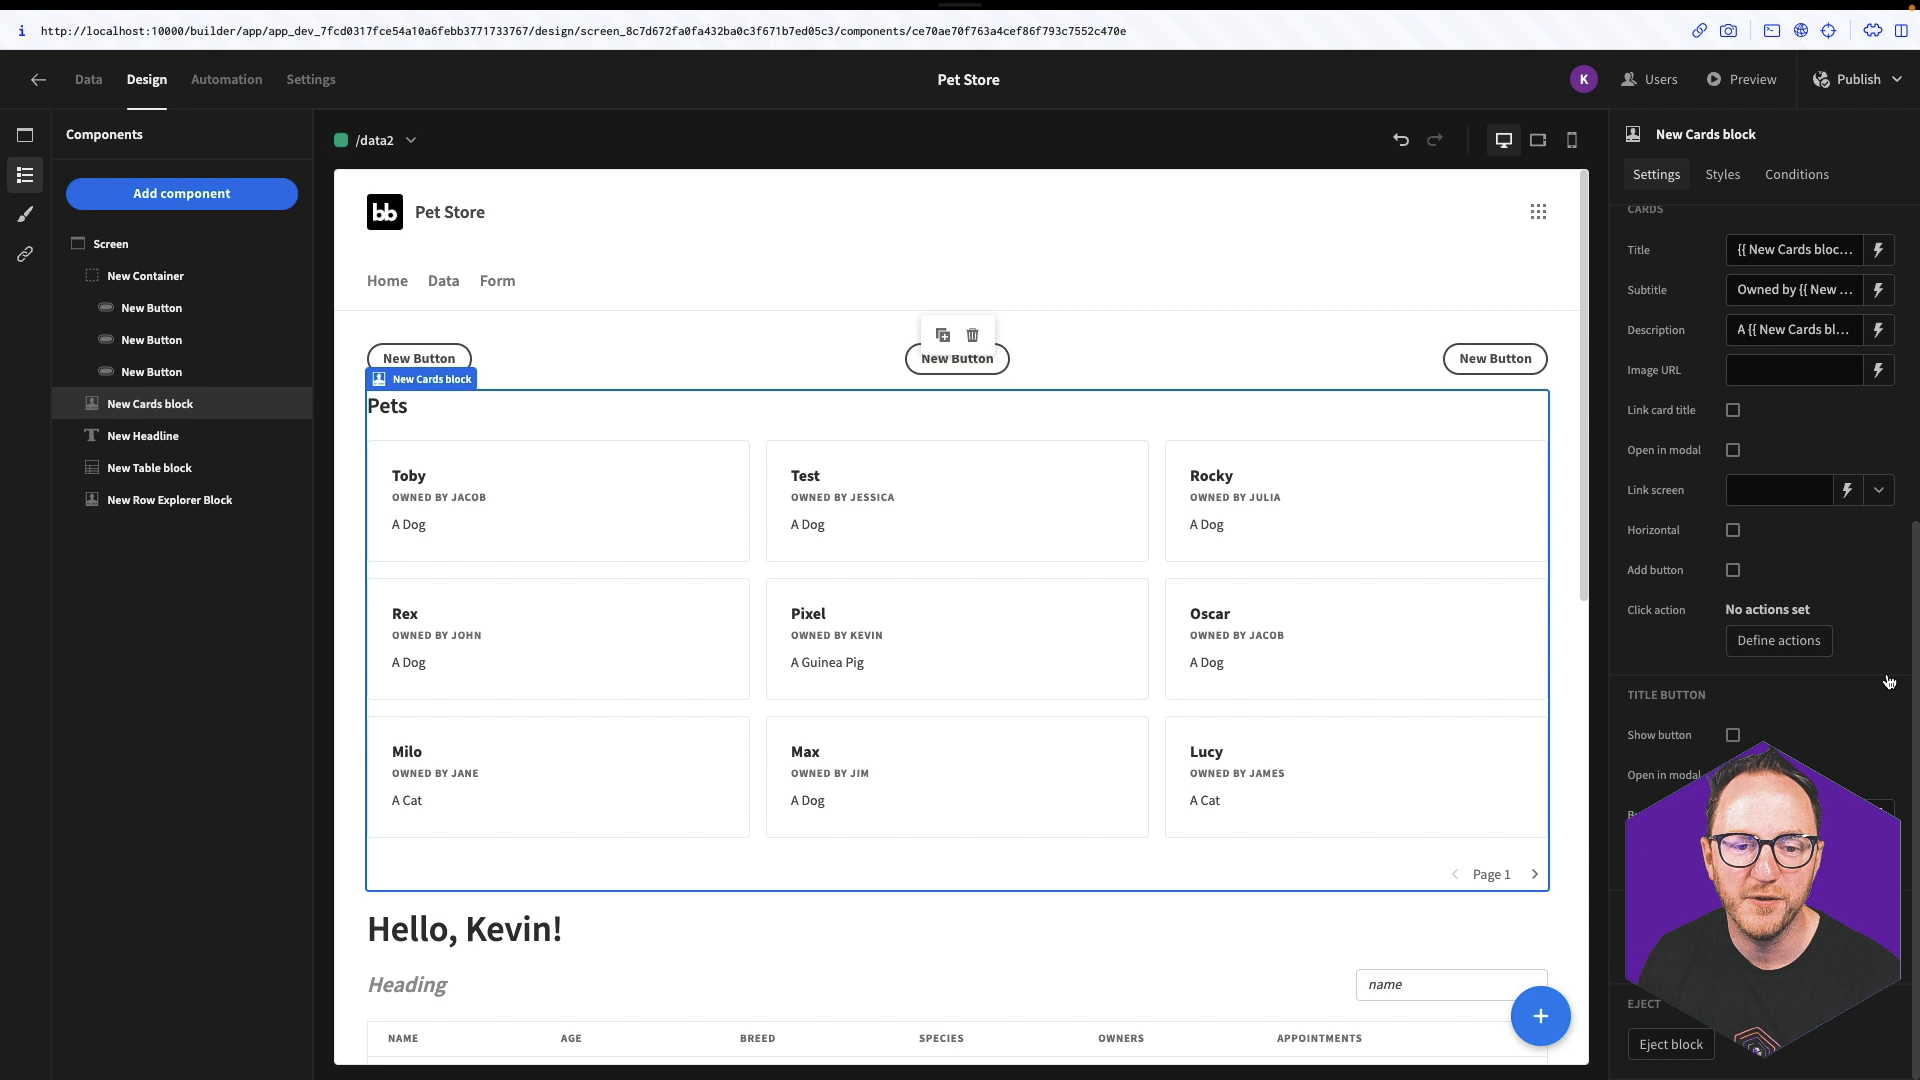 http://localhost:10000/builder/app/app_dev_7fcd0317fce54a10a6febb3771733767/design/screen_8c7d672fa0fa432ba0c3f671b7ed05c3/components/ce70ae70f763a4cef86f793c7552c470e
Data
Design
Automation
Settings
Pet Store
K
Users
Preview
Publish
Components
Add component
Screen
New Container
New Button
New Button
New Button
New Cards block
New Headline
New Table block
New Row Explorer Block
/data2
bb
Pet Store
Home
Data
Form
New Button
New Button
New Button
New Cards block
Pets
Toby
OWNED BY JACOB
A Dog
Test
OWNED BY JESSICA
A Dog
Rocky
OWNED BY JULIA
A Dog
Rex
OWNED BY JOHN
A Dog
Pixel
OWNED BY KEVIN
A Guinea Pig
Oscar
OWNED BY JACOB
A Dog
Milo
OWNED BY JANE
A Cat
Max
OWNED BY JIM
A Dog
Lucy
OWNED BY JAMES
A Cat
Page 1
Hello, Kevin!
Heading
name
NAME
AGE
BREED
SPECIES
OWNERS
APPOINTMENTS
New Cards block
Settings
Styles
Conditions
CARDS
Title
{{ New Cards bloc...
Subtitle
Owned by {{ New ...
Description
A {{ New Cards bl...
Image URL
Link card title
Open in modal
Link screen
Horizontal
Add button
Click action
No actions set
Define actions
TITLE BUTTON
Show button
Open in modal
EJECT
Eject block